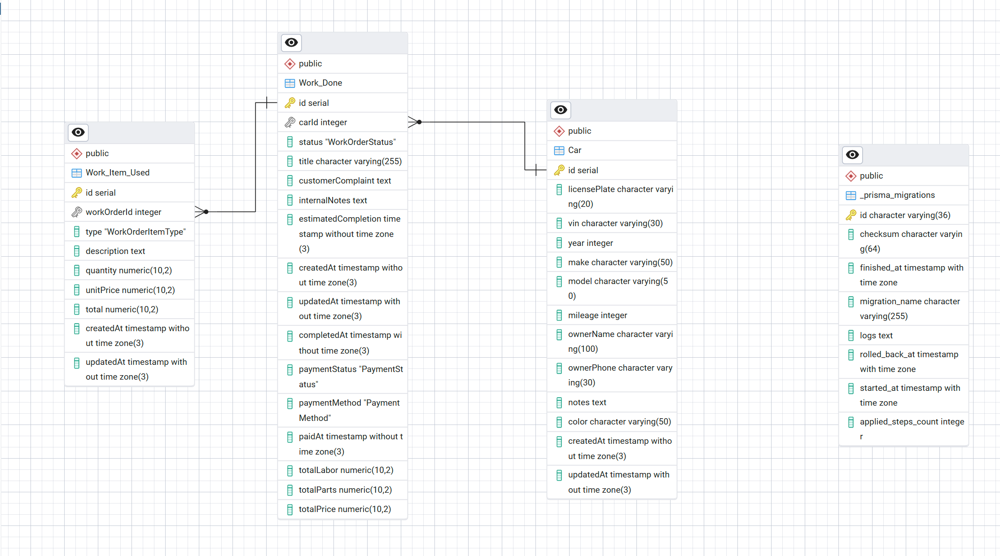 public
Work_Item_Used
id serial
workOrderId integer
type "WorkOrderItemType"
description text
quantity numeric(10,2)
unitPrice numeric(10,2)
total numeric(10,2)
createdAt timestamp witho
ut time zone(3)
updatedAt timestamp with
out time zone(3)
public
Work_Done
id serial
carId integer
status "WorkOrderStatus"
title character varying(255)
customerComplaint text
internalNotes text
estimatedCompletion time
stamp without time zone
(3)
createdAt timestamp witho
ut time zone(3)
updatedAt timestamp with
out time zone(3)
completedAt timestamp wi
thout time zone(3)
paymentStatus "PaymentSt
atus"
paymentMethod "Payment
Method"
paidAt timestamp without t
ime zone(3)
totalLabor numeric(10,2)
totalParts numeric(10,2)
totalPrice numeric(10,2)
public
Car
id serial
licensePlate character varyi
ng(20)
vin character varying(30)
year integer
make character varying(50)
model character varying(5
0)
mileage integer
ownerName character varyi
ng(100)
ownerPhone character vary
ing(30)
notes text
color character varying(50)
createdAt timestamp witho
ut time zone(3)
updatedAt timestamp with
out time zone(3)
public
_prisma_migrations
id character varying(36)
checksum character varyin
g(64)
finished_at timestamp with
time zone
migration_name character
varying(255)
logs text
rolled_back_at timestamp
with time zone
started_at timestamp with
time zone
applied_steps_count intege
r